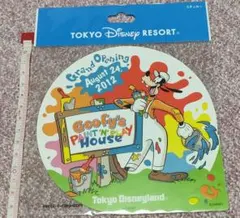 TOKYO DISNEY RESORT®
Grand Opening
August 24,
2012
Goofy's
PAINT'N'PLAY
House
Tokyo Disneyland